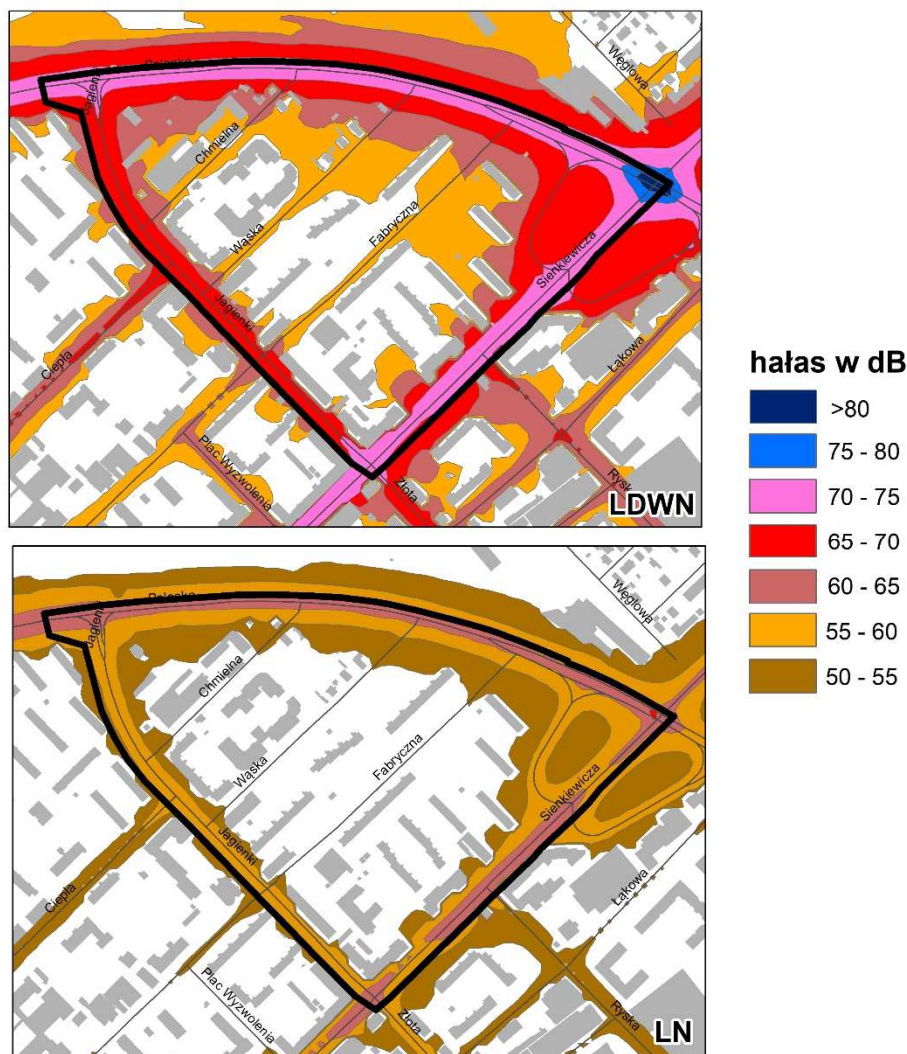 Węglowa
Jagienki
Chmielna
Wąska
Fabryczna
Sienkiewicza
Jagienki
Ciepła
Łąkowa
Plac Wyzwolenia
Złota
LDWN
hałas w dB
>80
75 - 80
70 - 75
65 - 70
60 - 65
55 - 60
50 - 55
Węglowa
Chmielna
Wąska
Fabryczna
Sienkiewicza
Jagienki
Ciepła
Łąkowa
Plac Wyzwolenia
Złota
Ryska
LN